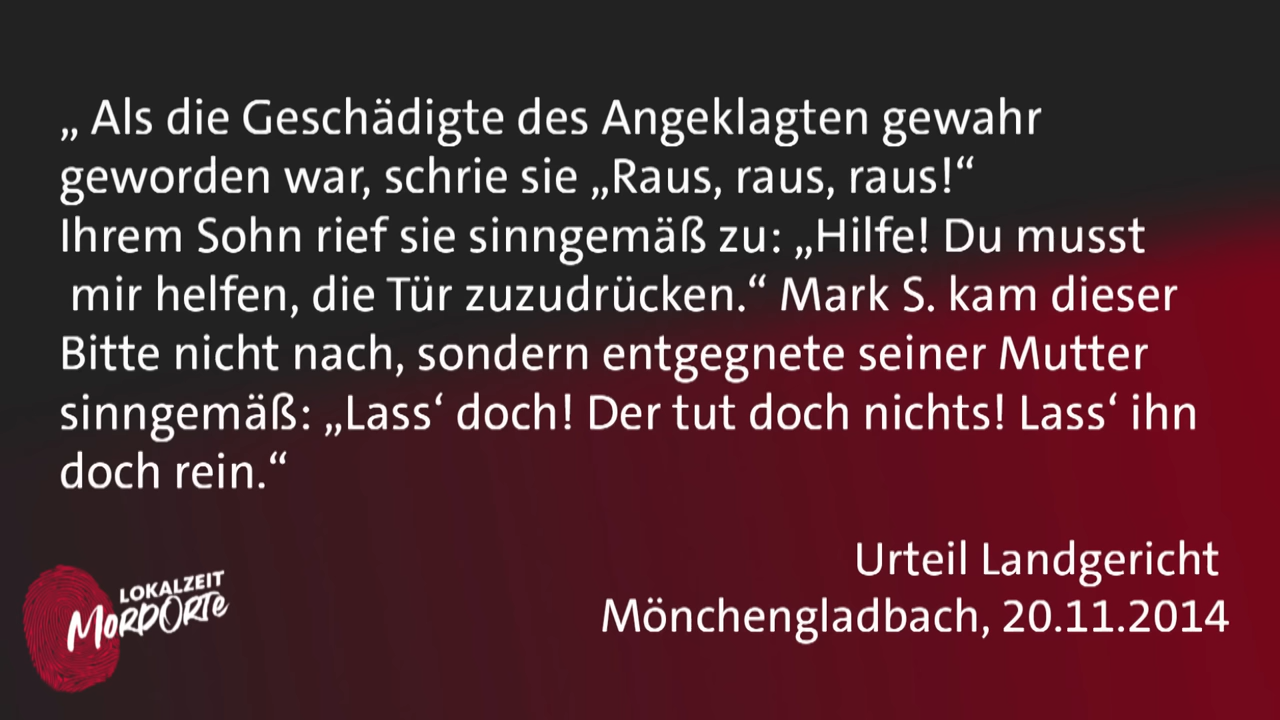 „ Als die Geschädigte des Angeklagten gewahr
geworden war, schrie sie „Raus, raus, raus!“
Ihrem Sohn rief sie sinngemäß zu: „Hilfe! Du musst
mir helfen, die Tür zuzudrücken.“ Mark S. kam dieser
Bitte nicht nach, sondern entgegnete seiner Mutter
sinngemäß: „Lass‘ doch! Der tut doch nichts! Lass‘ ihn
doch rein.“
Urteil Landgericht
Mönchengladbach, 20.11.2014
LOKALZEIT
MORDORTe